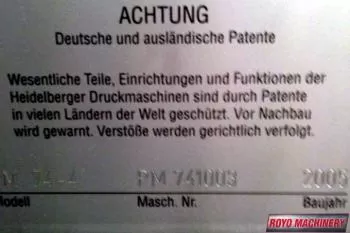 ACHTUNG
Deutsche und ausländische Patente
Wesentliche Teile, Einrichtungen und Funktionen der
Heidelberger Druckmaschinen sind durch Patente
in vielen Ländern der Welt geschützt. Vor Nachbau
wird gewarnt. Verstöße werden gerichtlich verfolgt.
M 74-4 PM 741003 2005
Modell Masch. Nr. Baujahr
ROYO MACHINERY